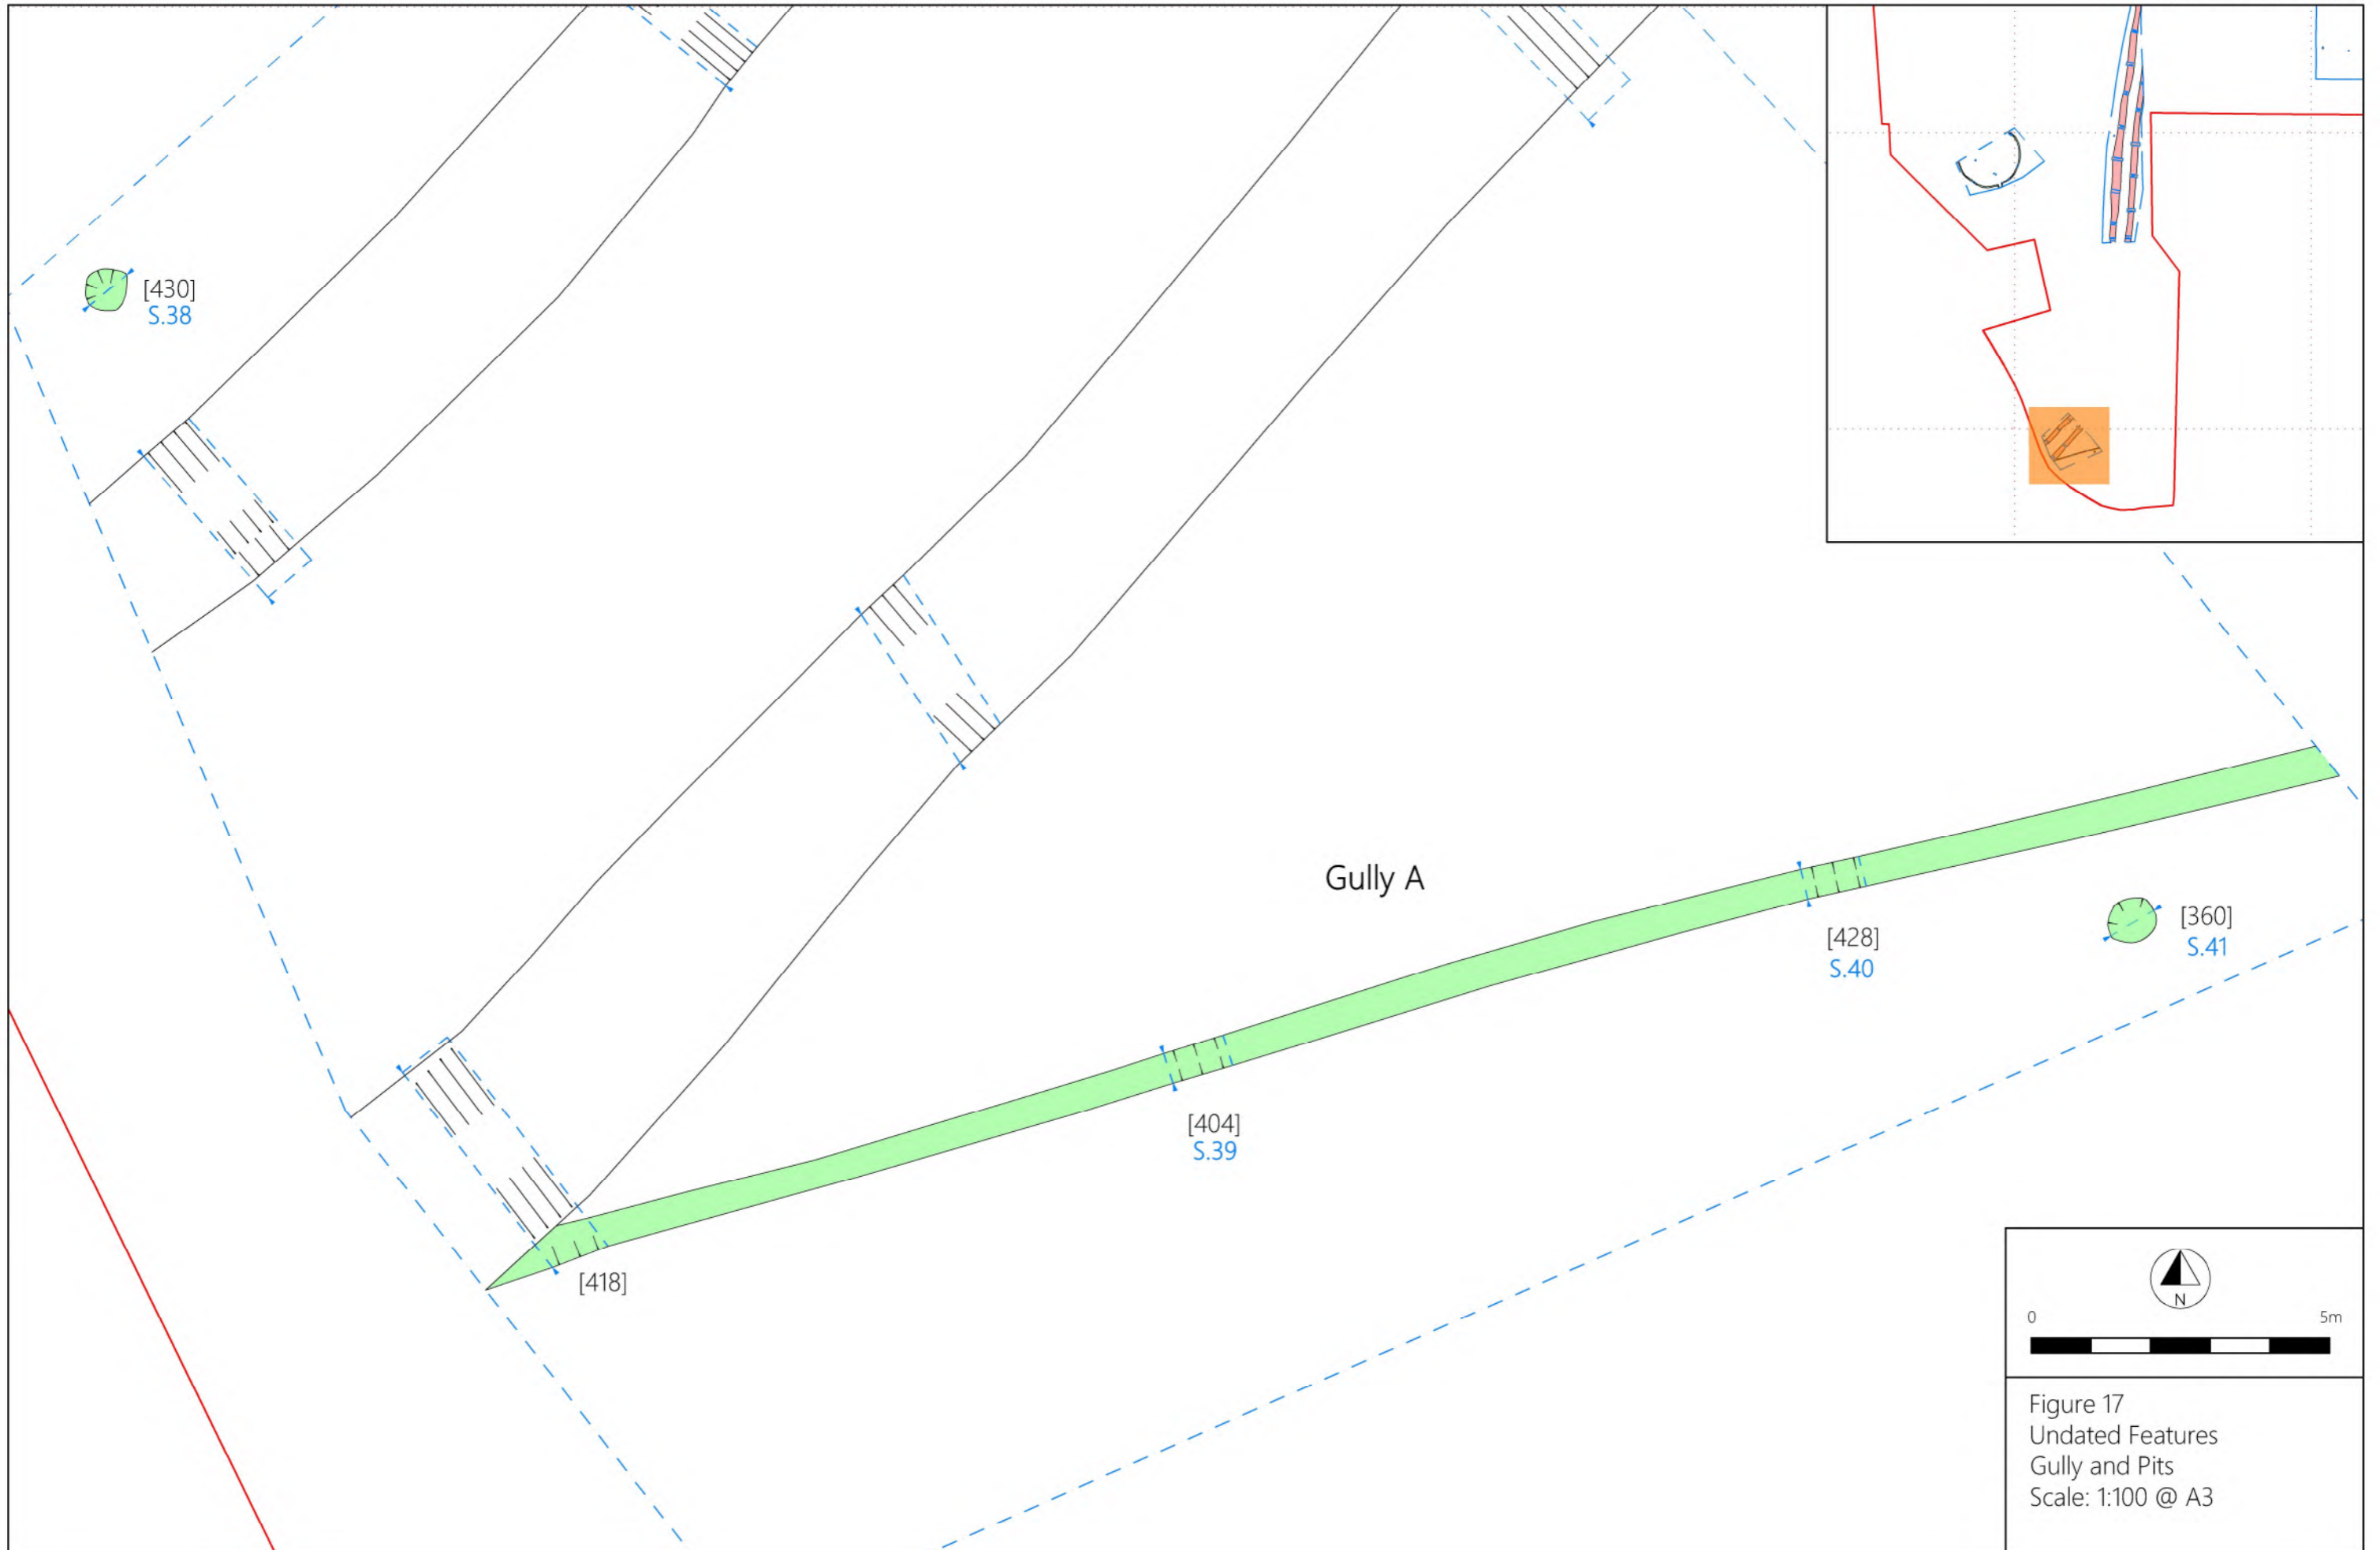 [430]
S.38
Gully A
[428]
S.40
[360]
S.41
[404]
S.39
[418]
N
0 5m
Figure 17
Undated Features
Gully and Pits
Scale: 1:100 @ A3